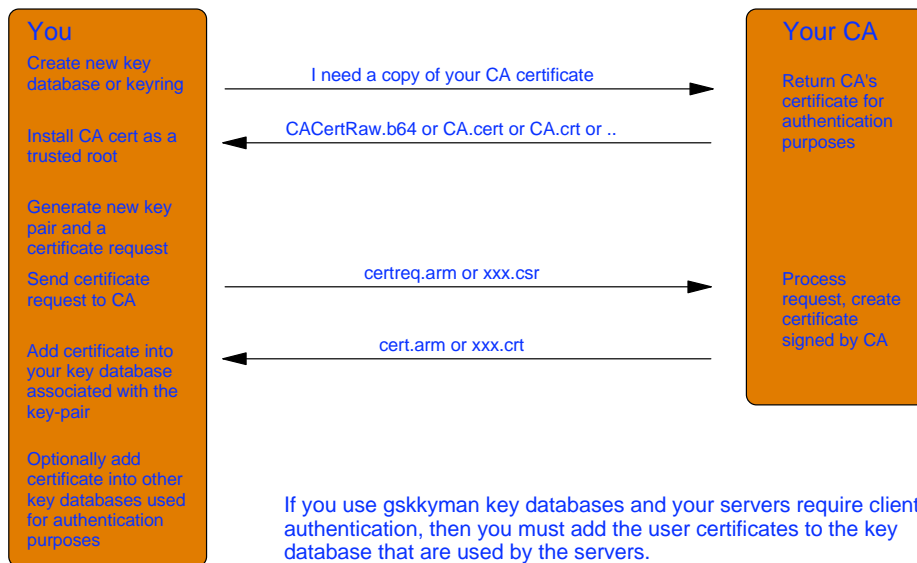 You
Create new key
database or keyring
Install CA cert as a
trusted root
Generate new key
pair and a
certificate request
Send certificate
request to CA
Add certificate into
your key database
associated with the
key-pair
Optionally add
certificate into other
key databases used
for authentication
purposes
I need a copy of your CA certificate
CACertRaw.b64 or CA.cert or CA.crt or ..
certreq.arm or xxx.csr
cert.arm or xxx.crt
Your CA
Return CA's
certificate for
authentication
purposes
Process
request, create
certificate
signed by CA
If you use gskkyman key databases and your servers require client
authentication, then you must add the user certificates to the key
database that are used by the servers.